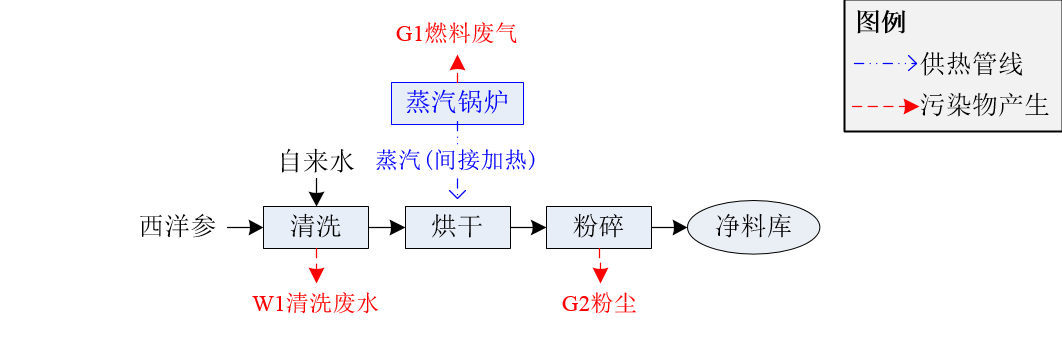 G1燃料废气
图例
供热管线
污染物产生
蒸汽锅炉
自来水
蒸汽(间接加热)
西洋参
清洗
烘干
粉碎
净料库
W1清洗废水
G2粉尘